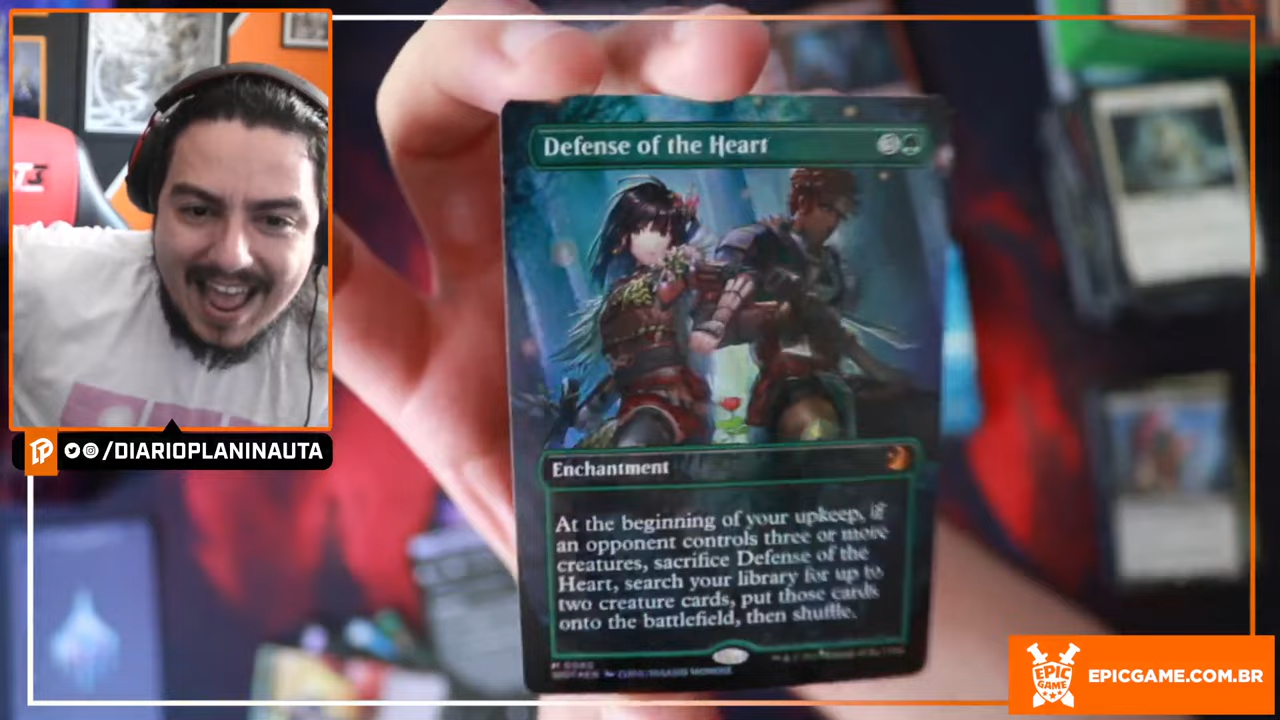 Defense of the Heart
Enchantment
At the beginning of your upkeep, if
an opponent controls three or more
creatures, sacrifice Defense of the
Heart, search your library for up to
two creature cards, put those cards
onto the battlefield, then shuffle.
/DIARIOPLANINAUTA
EPIC
GAME
EPICGAME.COM.BR